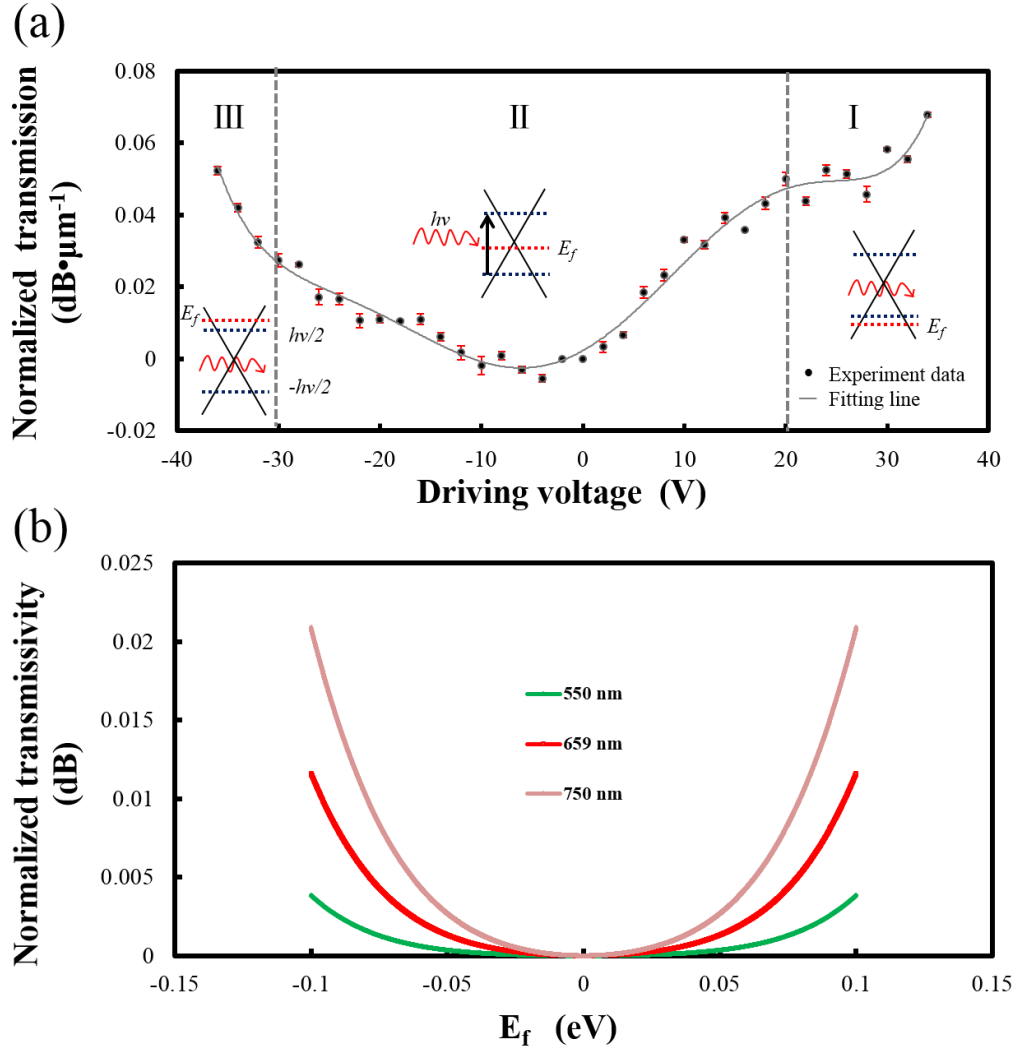 (a)
Normalized transmission
(dB•μm-1)
0.08
0.06
0.04
0.02
0
-0.02
III
II
I
hν
Ef
Ef
hν/2
-hν/2
Ef
Experiment data
Fitting line
-40
-30
-20
-10
0
10
20
30
40
Driving voltage (V)
(b)
Normalized transmissivity
(dB)
0.025
0.02
0.015
0.01
0.005
0
550 nm
659 nm
750 nm
-0.15
-0.1
-0.05
0
0.05
0.1
0.15
Ef (eV)